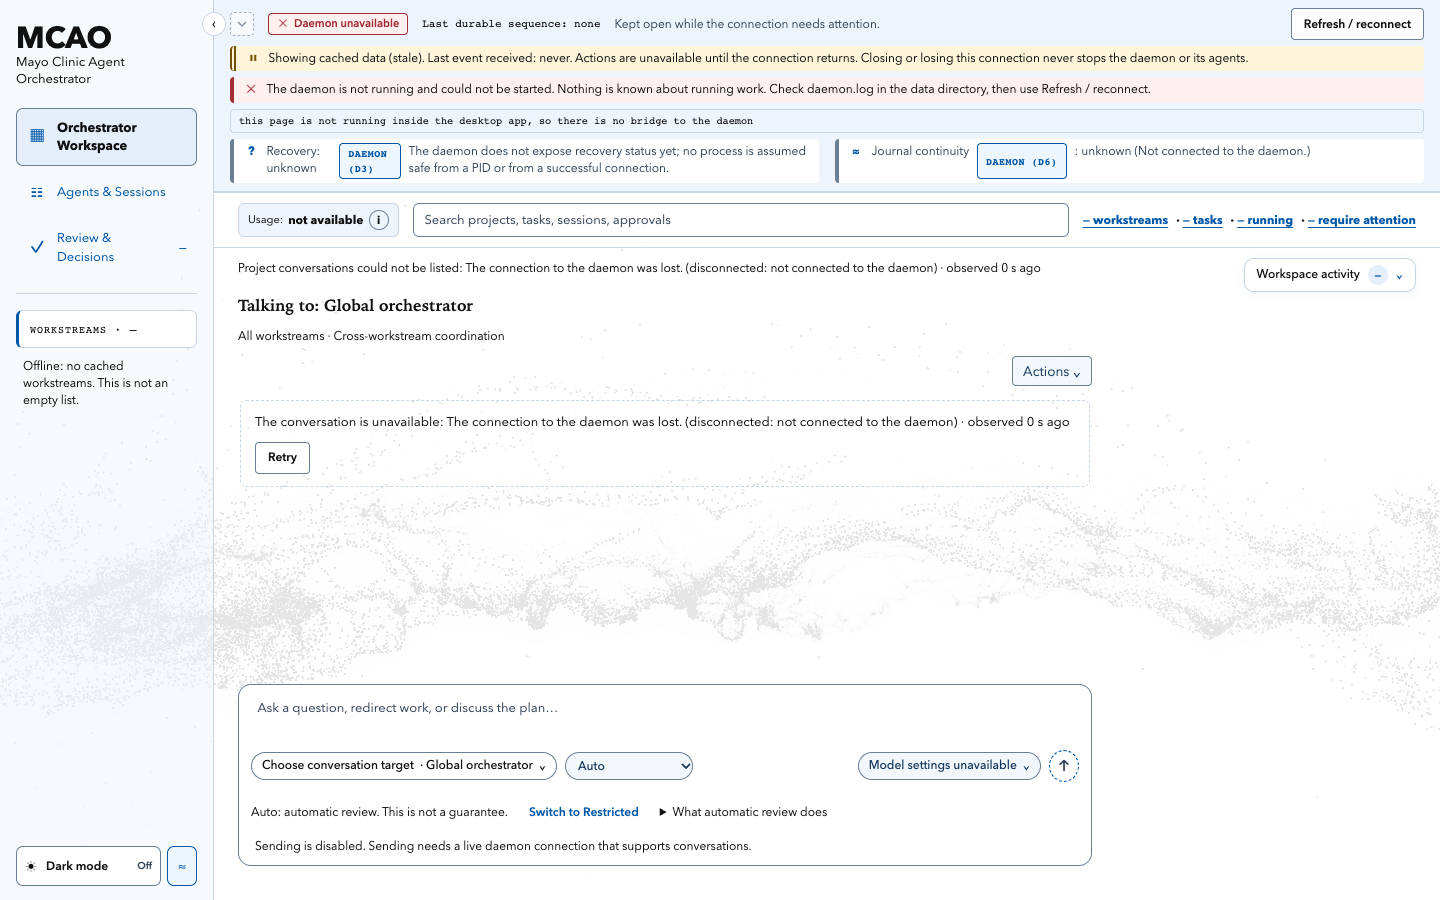 MCAO
Mayo Clinic Agent
Orchestrator
Orchestrator
Workspace
Agents & Sessions
Review &
Decisions –
WORKSTREAMS · —
Offline: no cached
workstreams. This is not an
empty list.
Dark mode Off
≈
Daemon unavailable
Last durable sequence: none
Kept open while the connection needs attention.
Refresh / reconnect
Showing cached data (stale). Last event received: never. Actions are unavailable until the connection returns. Closing or losing this connection never stops the daemon or its agents.
The daemon is not running and could not be started. Nothing is known about running work. Check daemon.log in the data directory, then use Refresh / reconnect.
this page is not running inside the desktop app, so there is no bridge to the daemon
? Recovery:
unknown
DAEMON
(D3)
The daemon does not expose recovery status yet; no process is assumed
safe from a PID or from a successful connection.
≈ Journal continuity DAEMON (D6) : unknown (Not connected to the daemon.)
Usage: not available i
Search projects, tasks, sessions, approvals
– workstreams · – tasks · – running · – require attention
Project conversations could not be listed: The connection to the daemon was lost. (disconnected: not connected to the daemon) · observed 0 s ago
Workspace activity –
Talking to: Global orchestrator
All workstreams · Cross-workstream coordination
Actions
The conversation is unavailable: The connection to the daemon was lost. (disconnected: not connected to the daemon) · observed 0 s ago
Retry
Ask a question, redirect work, or discuss the plan…
Choose conversation target · Global orchestrator
Auto
Model settings unavailable
Auto: automatic review. This is not a guarantee.
Switch to Restricted
What automatic review does
Sending is disabled. Sending needs a live daemon connection that supports conversations.